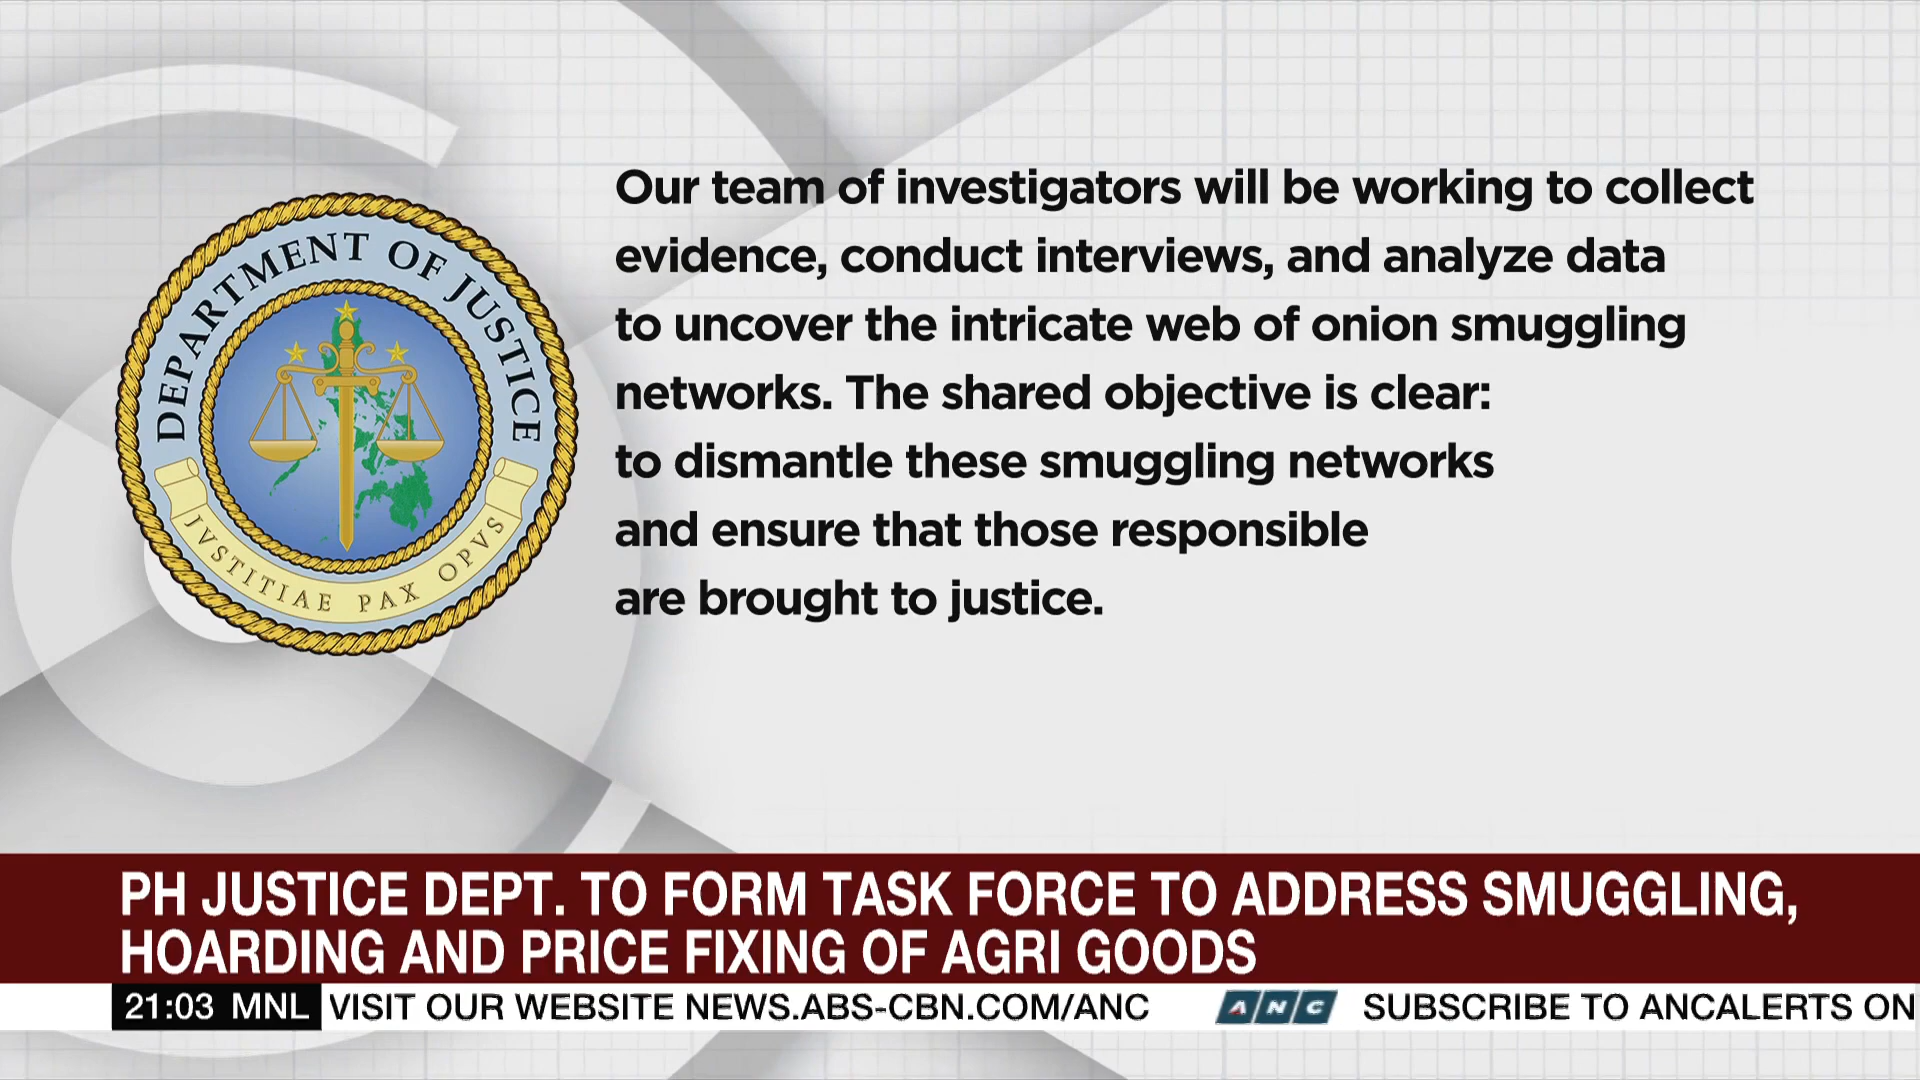 DEPARTMENT OF JUSTICE
JVSTITIAE PAX OPVS
Our team of investigators will be working to collect
evidence, conduct interviews, and analyze data
to uncover the intricate web of onion smuggling
networks. The shared objective is clear:
to dismantle these smuggling networks
and ensure that those responsible
are brought to justice.
PH JUSTICE DEPT. TO FORM TASK FORCE TO ADDRESS SMUGGLING,
HOARDING AND PRICE FIXING OF AGRI GOODS
21:03 MNL VISIT OUR WEBSITE NEWS.ABS-CBN.COM/ANC ANC SUBSCRIBE TO ANCALERTS ON